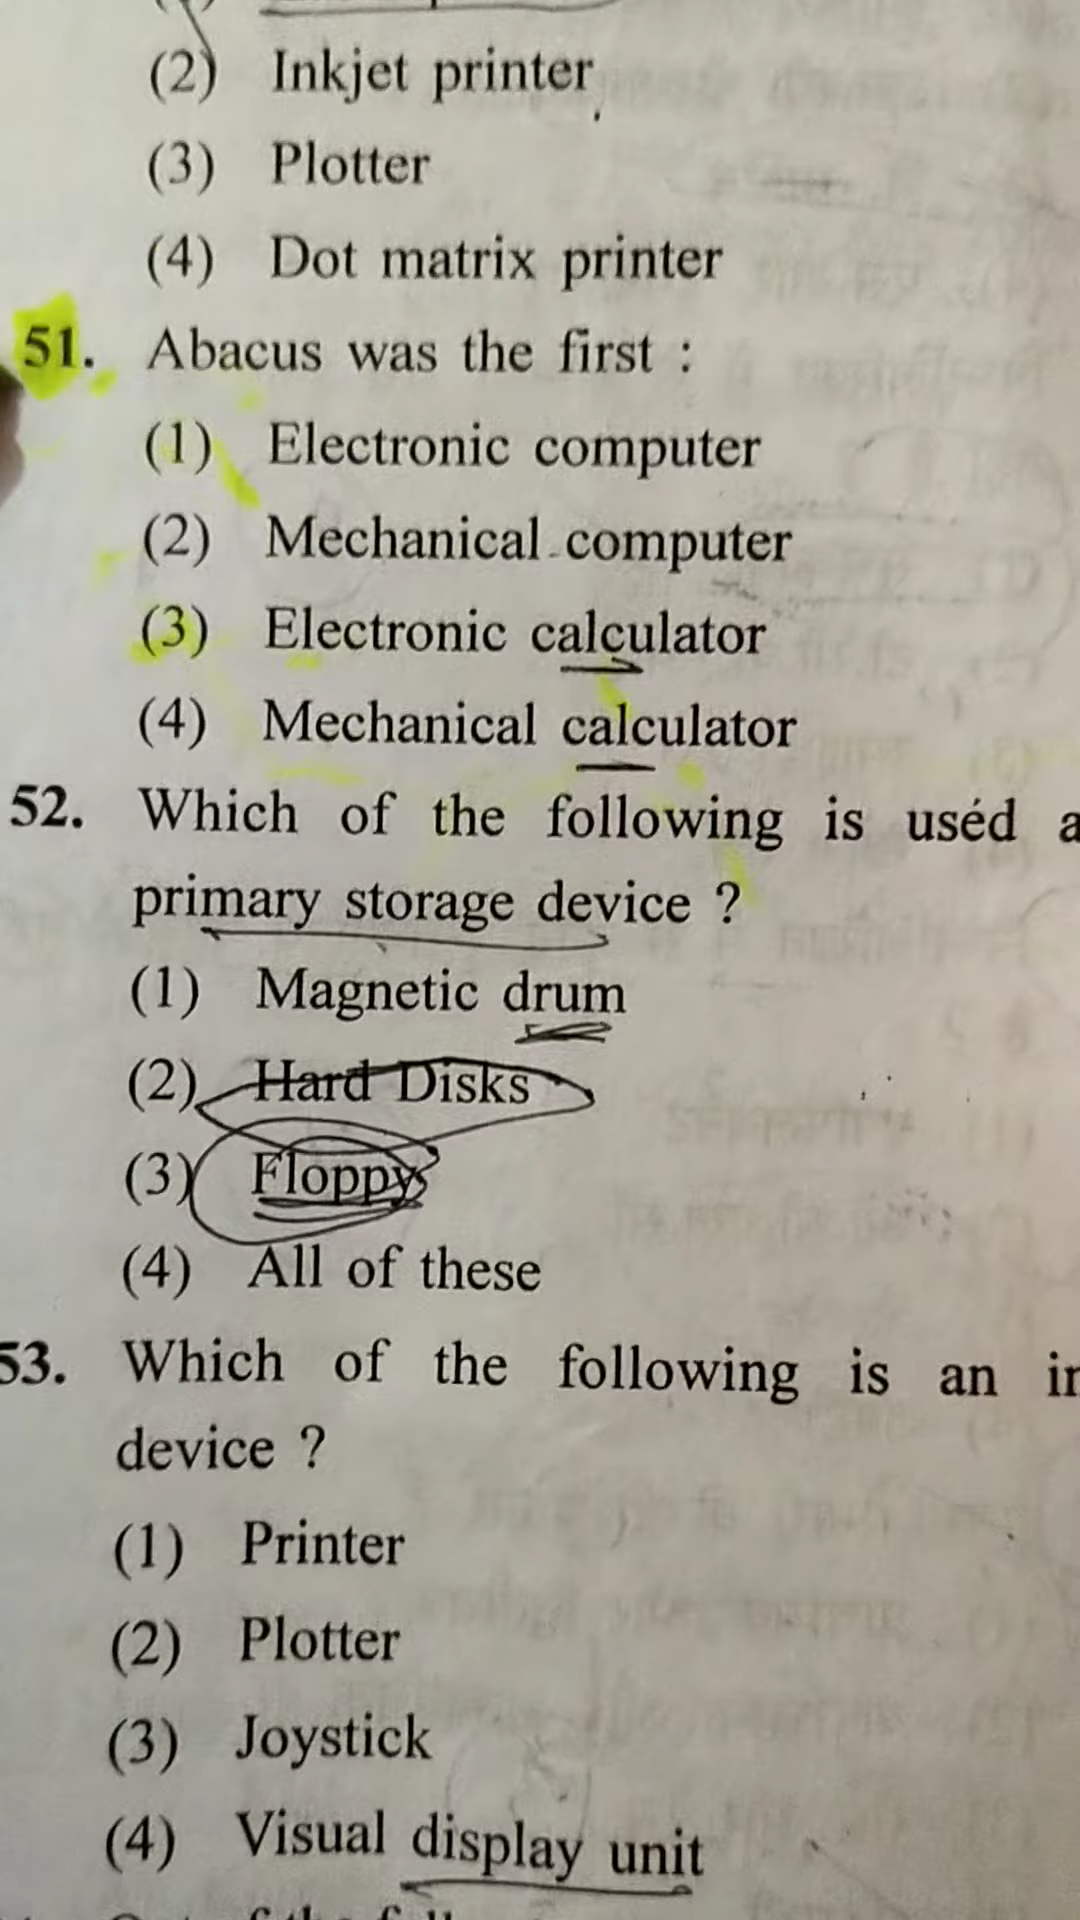 (2) Inkjet printer
(3) Plotter
(4) Dot matrix printer
51. Abacus was the first :
(1) Electronic computer
(2) Mechanical computer
(3) Electronic calculator
(4) Mechanical calculator
52. Which of the following is used
primary storage device ?
(1) Magnetic drum
(2) Hard Disks
(3) Floppy
(4) All of these
53. Which of the following is an
device ?
(1) Printer
(2) Plotter
(3) Joystick
(4) Visual display unit